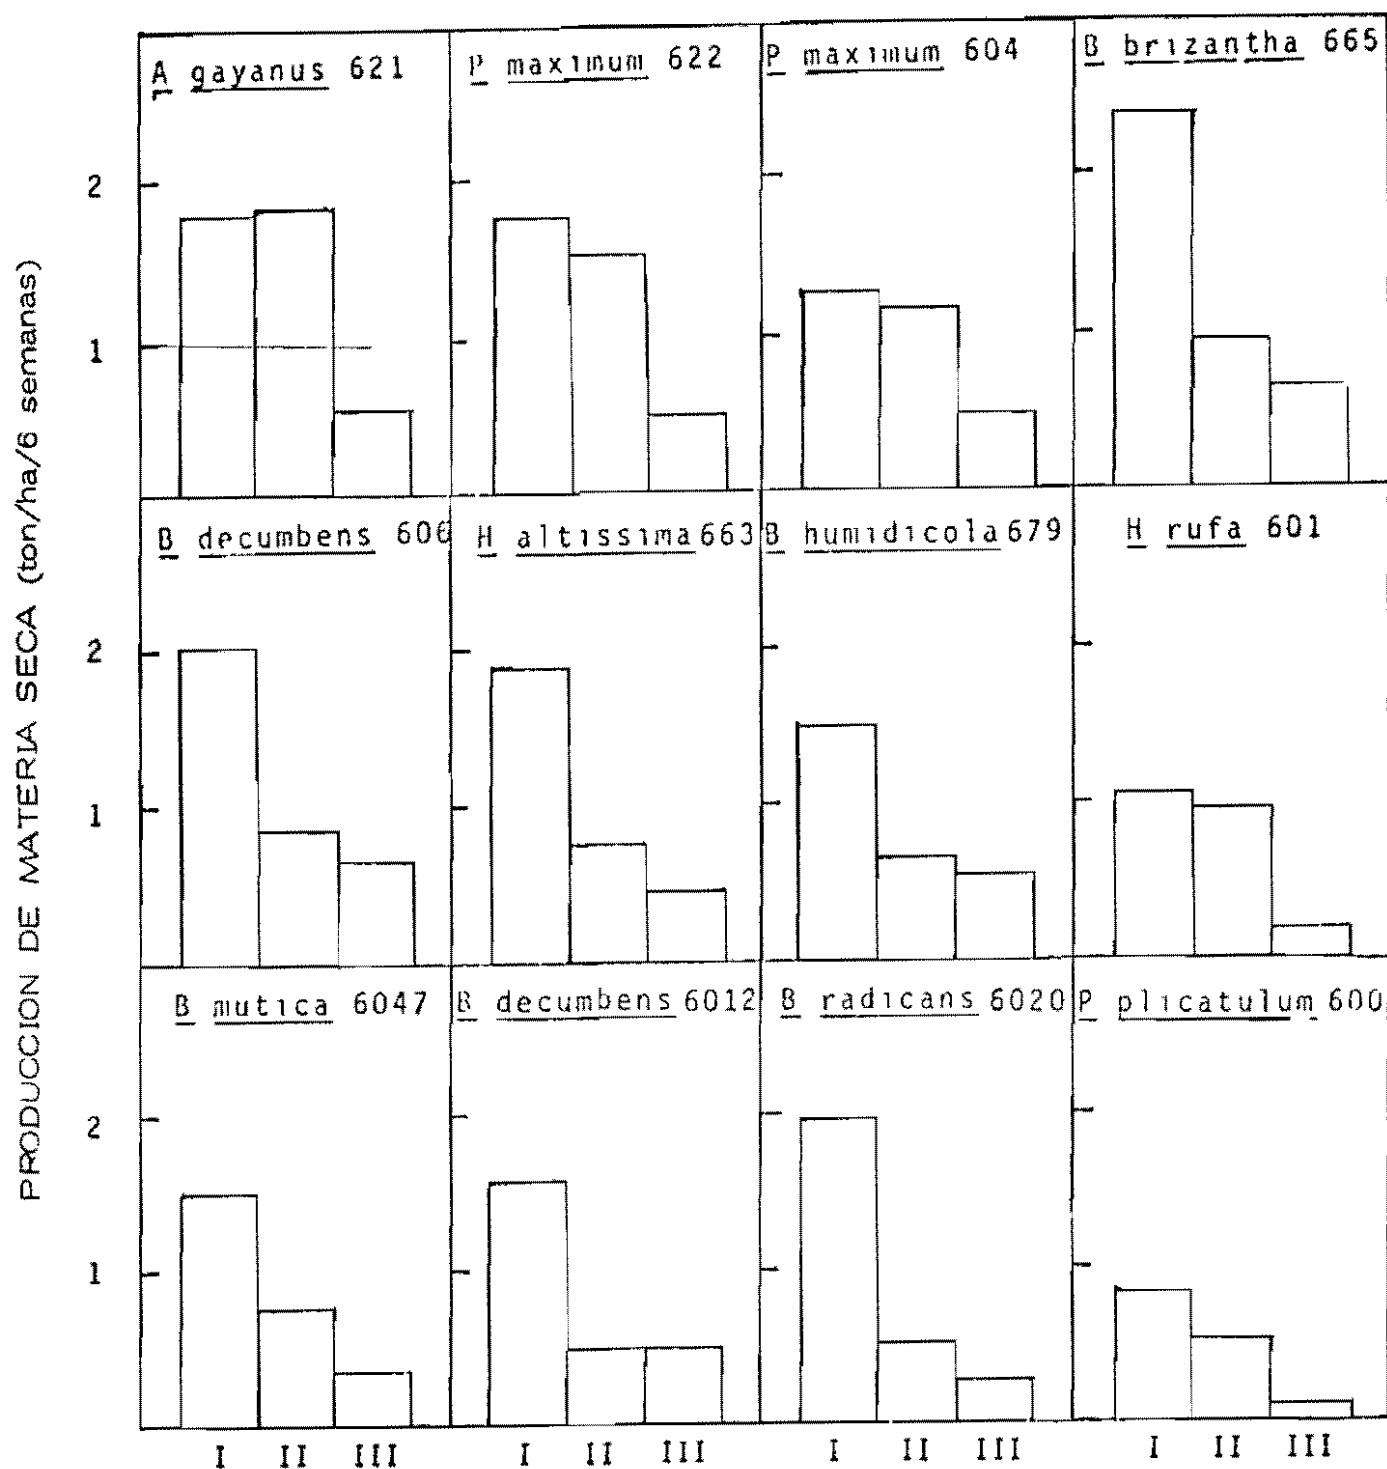 PRODUCCION DE MATERIA SECA (ton/ha/6 semanas)
A gayanus 621
P maximum 622
P maximum 604
B brizantha 665
2
1
B decumbens 606
H altissima 663
B humidicola 679
H rufa 601
2
1
B mutica 6047
B decumbens 6012
B radicans 6020
P plicatulum 600
2
1
I II III I II III I II III I II III